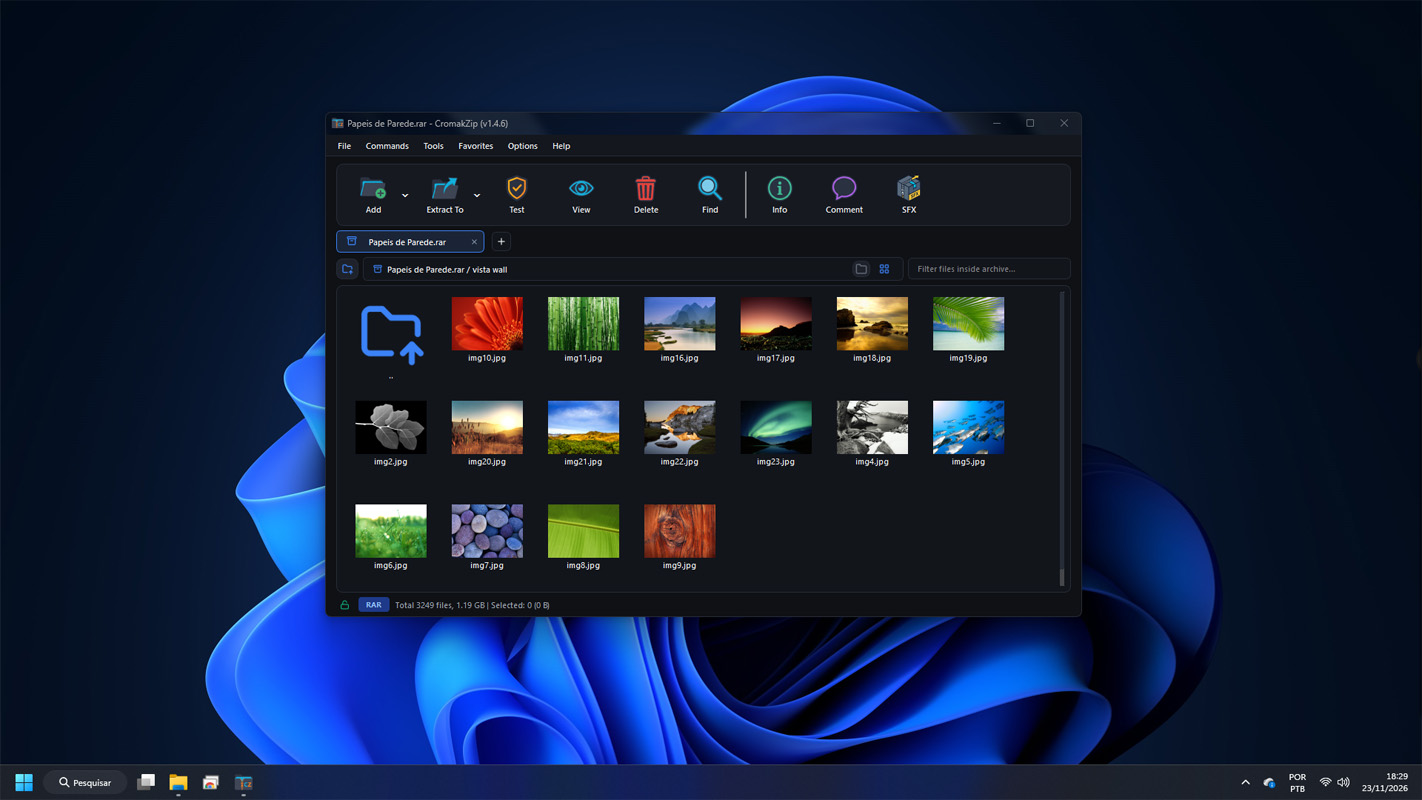 Papeis de Parede.rar - CromakZip (v1.4.6)
File Commands Tools Favorites Options Help
Add Extract To Test View Delete Find Info Comment SFX
Papeis de Parede.rar
Papeis de Parede.rar / vista wall
Filter files inside archive...
img10.jpg img11.jpg img16.jpg img17.jpg img18.jpg img19.jpg
..
img2.jpg img20.jpg img21.jpg img22.jpg img23.jpg img4.jpg img5.jpg
img6.jpg img7.jpg img8.jpg img9.jpg
RAR Total 3249 files, 1.19 GB | Selected: 0 (0 B)
Pesquisar
POR
PTB
18:29
23/11/2026